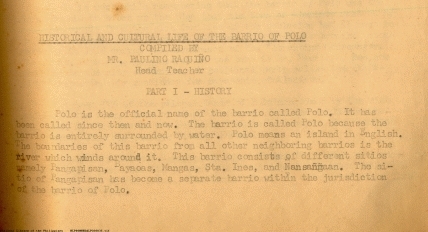 HISTORICAL AND CULTURAL LIFE OF THE BARRIO OF POLO
COMPILED BY
MR. PAULINO RAQUIÑO
Head Teacher
PART I - HISTORY
Polo is the official name of the barrio called Polo. It has
been called since then and now. The barrio is called Polo because the
barrio is entirely surrounded by water. Polo means an island in English.
The boundaries of this barrio from all other neighboring barrios is the
river which winds around it. This barrio consists of different sitios
namely Pangapisan, Mangas, Sta. Ines, and The si-
tio of Pangapisan has become a separate barrio within the jurisdiction
of the barrio of Polo.